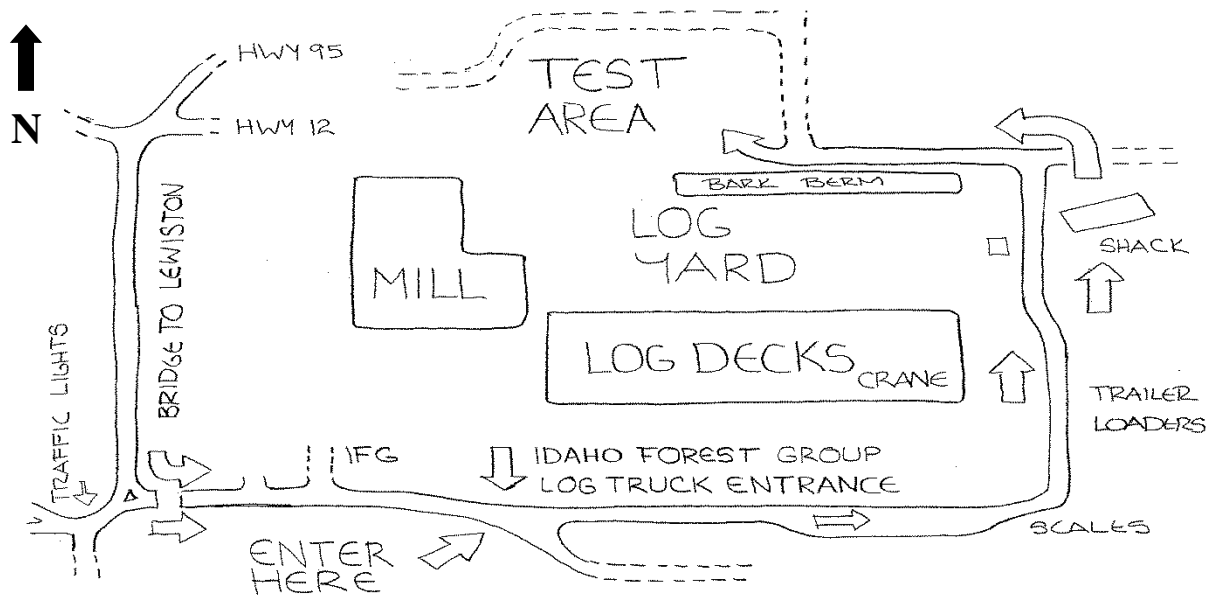 HWY 95
TEST
AREA
N
HWY 12
BARK BERM
LOG
YARD
SHACK
MILL
BRIDGE TO LEWISTON
TRAFFIC LIGHTS
LOG DECKS
CRANE
TRAILER
LOADERS
IFG
IDAHO FOREST GROUP
LOG TRUCK ENTRANCE
SCALES
ENTER
HERE